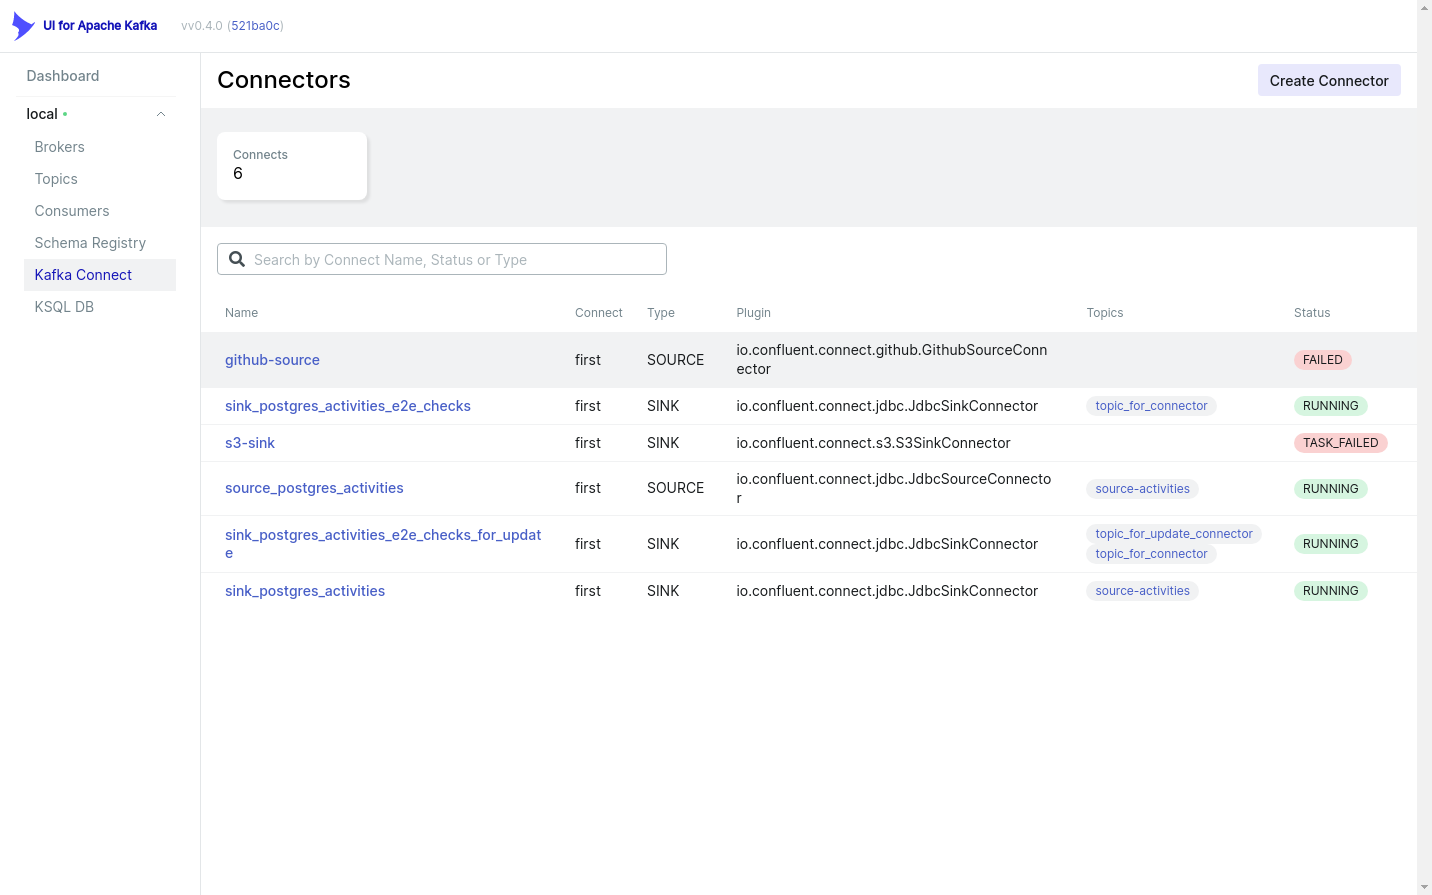 UI for Apache Kafka
vv0.4.0 (521ba0c)
Dashboard
local
Brokers
Topics
Consumers
Schema Registry
Kafka Connect
KSQL DB
Connectors
Create Connector
Connects
6
Search by Connect Name, Status or Type
Name Connect Type Plugin Topics Status
github-source first SOURCE io.confluent.connect.github.GithubSourceConn
ector FAILED
sink_postgres_activities_e2e_checks first SINK io.confluent.connect.jdbc.JdbcSinkConnector topic_for_connector RUNNING
s3-sink first SINK io.confluent.connect.s3.S3SinkConnector TASK_FAILED
source_postgres_activities first SOURCE io.confluent.connect.jdbc.JdbcSourceConnecto
r source-activities RUNNING
sink_postgres_activities_e2e_checks_for_updat
e first SINK io.confluent.connect.jdbc.JdbcSinkConnector topic_for_update_connector
topic_for_connector RUNNING
sink_postgres_activities first SINK io.confluent.connect.jdbc.JdbcSinkConnector source-activities RUNNING